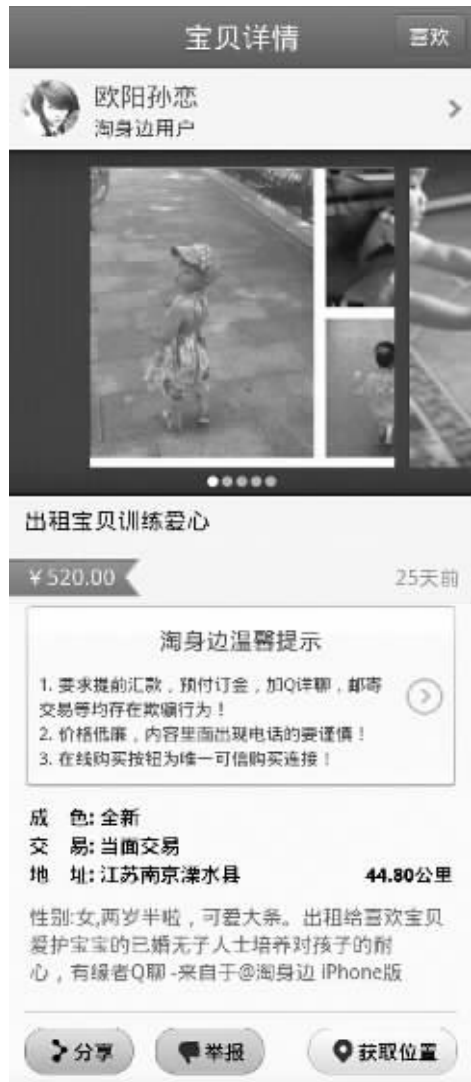 宝贝详情
喜欢
欧阳孙恋
淘身边用户
出租宝贝训练爱心
￥520.00
25天前
淘身边温馨提示
1. 要求提前汇款，预付订金，加Q详聊，邮寄
交易等均存在欺骗行为！
2. 价格低廉，内容里面出现电话的要谨慎！
3. 在线购买按钮为唯一可信购买连接！
成 色: 全新
交 易: 当面交易
地 址: 江苏南京溧水县
44.80公里
性别:女,两岁半啦，可爱大条。出租给喜欢宝贝
爱护宝宝的已婚无子人士培养对孩子的耐
心，有缘者Q聊 -来自于@淘身边 iPhone版
分享
举报
获取位置